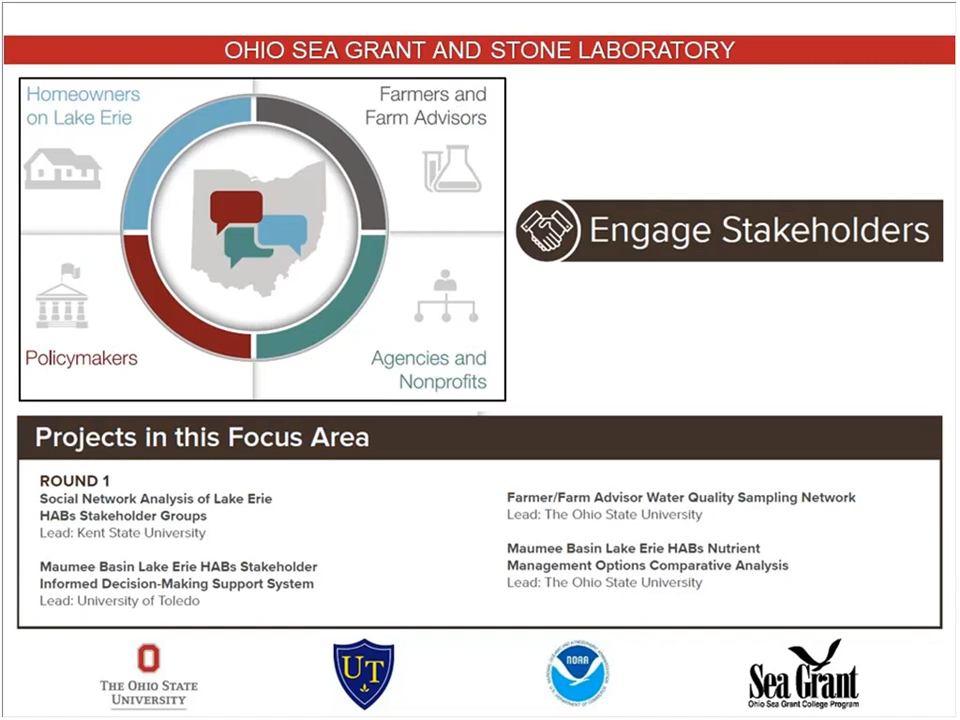 OHIO SEA GRANT AND STONE LABORATORY
Homeowners
on Lake Erie
Farmers and
Farm Advisors
Engage Stakeholders
Policymakers
Agencies and
Nonprofits
Projects in this Focus Area
ROUND 1
Social Network Analysis of Lake Erie
HABs Stakeholder Groups
Lead: Kent State University
Maumee Basin Lake Erie HABs Stakeholder
Informed Decision-Making Support System
Lead: University of Toledo
Farmer/Farm Advisor Water Quality Sampling Network
Lead: The Ohio State University
Maumee Basin Lake Erie HABs Nutrient
Management Options Comparative Analysis
Lead: The Ohio State University
THE OHIO STATE
UNIVERSITY
UT
NOAA
Sea Grant
Ohio Sea Grant College Program